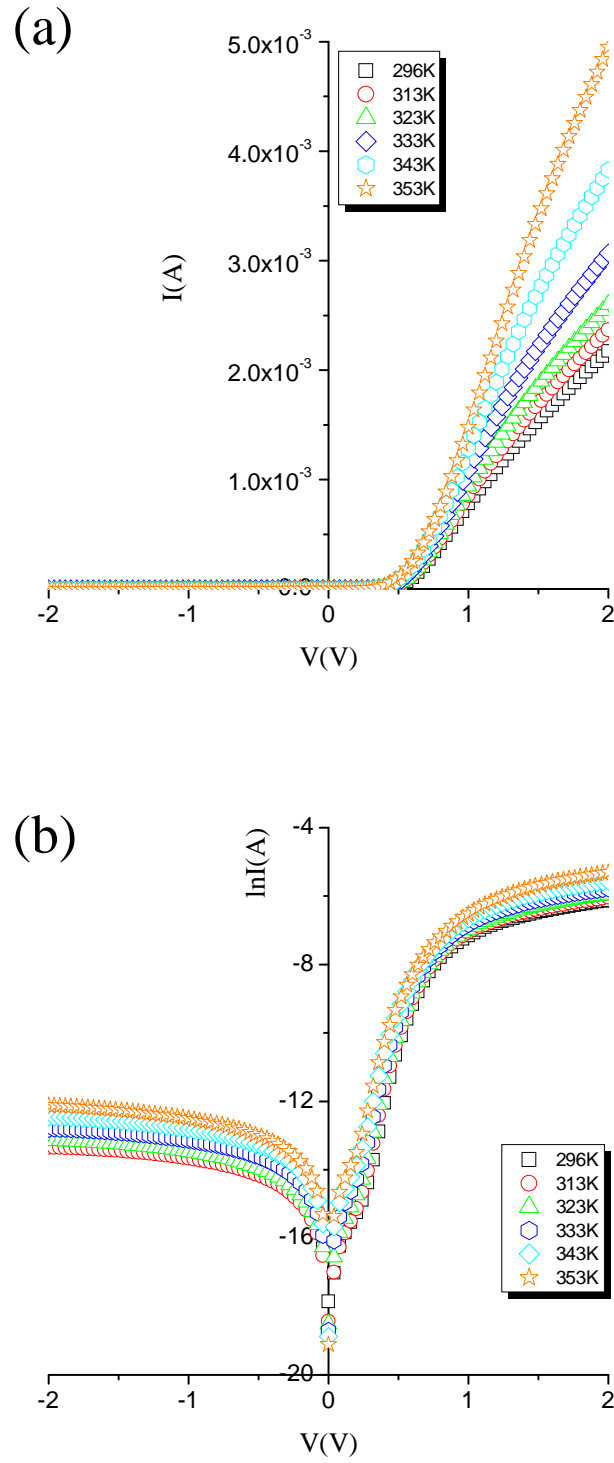 (a)
5.0x10⁻³
4.0x10⁻³
3.0x10⁻³
2.0x10⁻³
1.0x10⁻³
I(A)
296K
313K
323K
333K
343K
353K
-2
-1
0
1
2
V(V)
(b)
lnI(A)
-4
-8
-12
-16
-20
296K
313K
323K
333K
343K
353K
-2
-1
0
1
2
V(V)